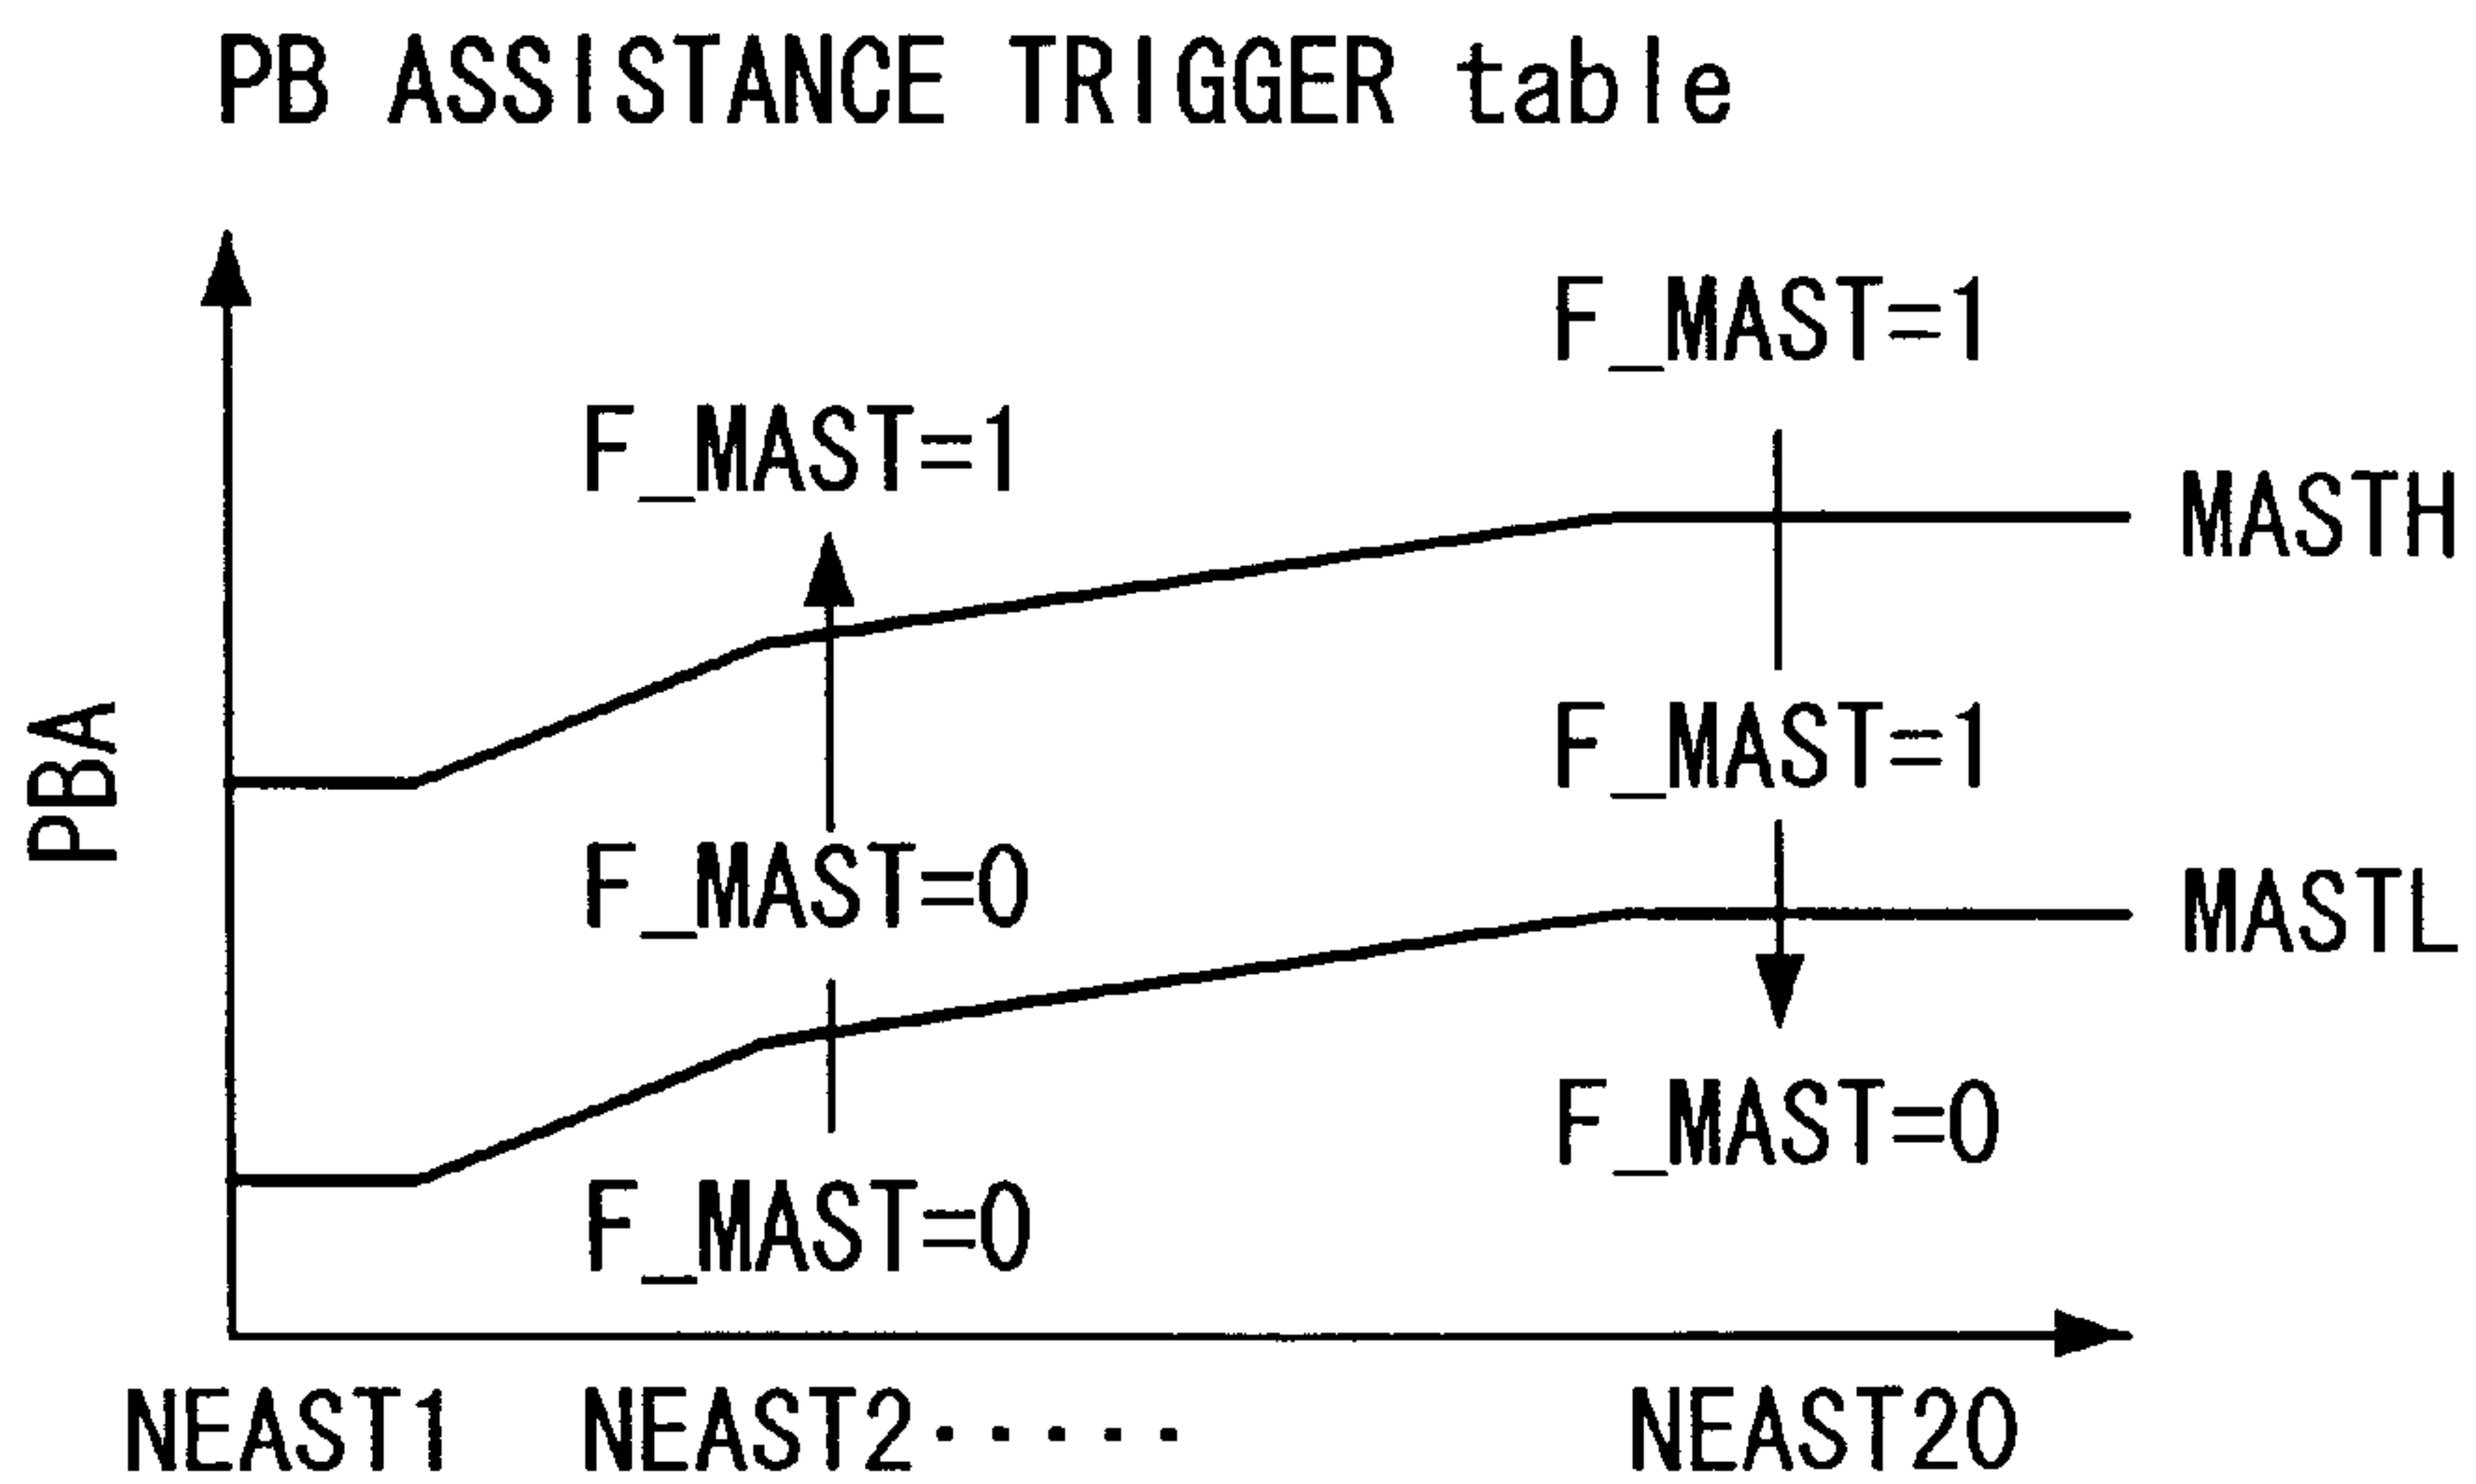 PB ASSISTANCE TRIGGER table
F_MAST=1
F_MAST=1
MASTH
PBA
F_MAST=1
F_MAST=0
MASTL
F_MAST=0
F_MAST=0
NEAST1 NEAST2····· NEAST20